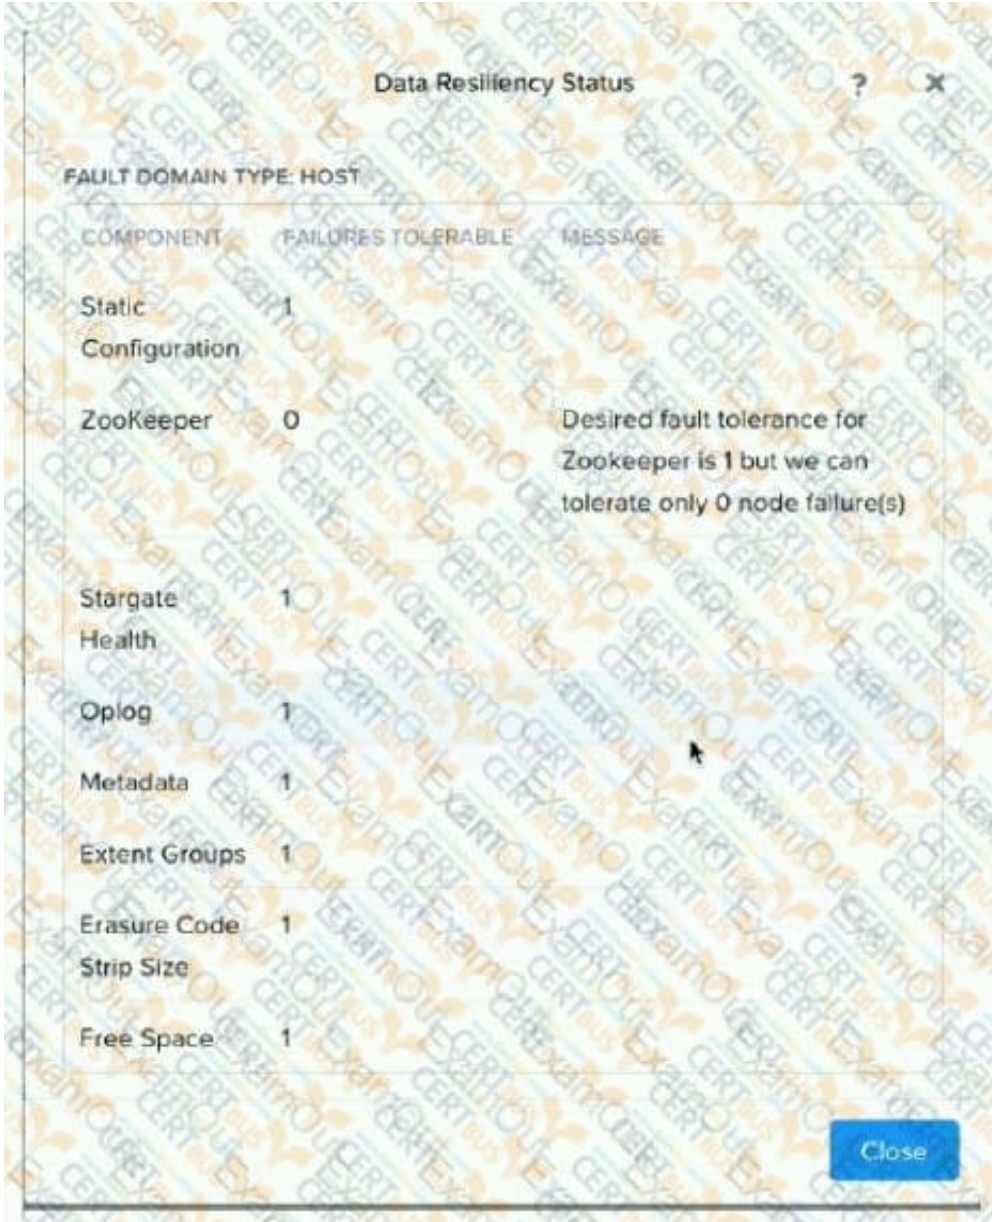 Data Resiliency Status ? ×
FAULT DOMAIN TYPE: HOST
COMPONENT FAILURES TOLERABLE MESSAGE
Static 1
Configuration
ZooKeeper 0 Desired fault tolerance for
Zookeeper is 1 but we can
tolerate only 0 node failure(s)
Stargate 1
Health
Oplog 1
Metadata 1
Extent Groups 1
Erasure Code 1
Strip Size
Free Space 1
Close